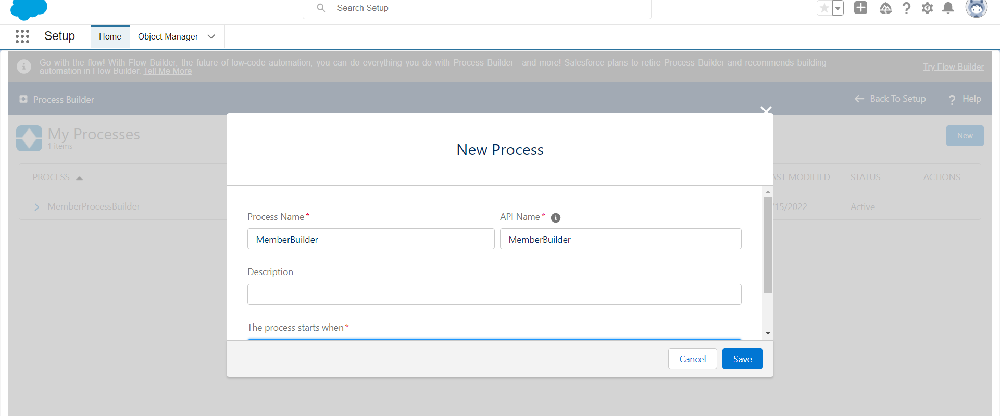 Search Setup
Setup
Home
Object Manager
Go with the flow! With Flow Builder, the future of low-code automation, you can do everything you do with Process Builder—and more! Salesforce plans to retire Process Builder and recommends building
automation in Flow Builder. Tell Me More
Try Flow Builder
Process Builder
Back To Setup
Help
My Processes
1 items
New
New Process
PROCESS
AST MODIFIED
STATUS
ACTIONS
MemberProcessBuilder
/15/2022
Active
Process Name*
API Name*
MemberBuilder
MemberBuilder
Description
The process starts when*
Cancel
Save